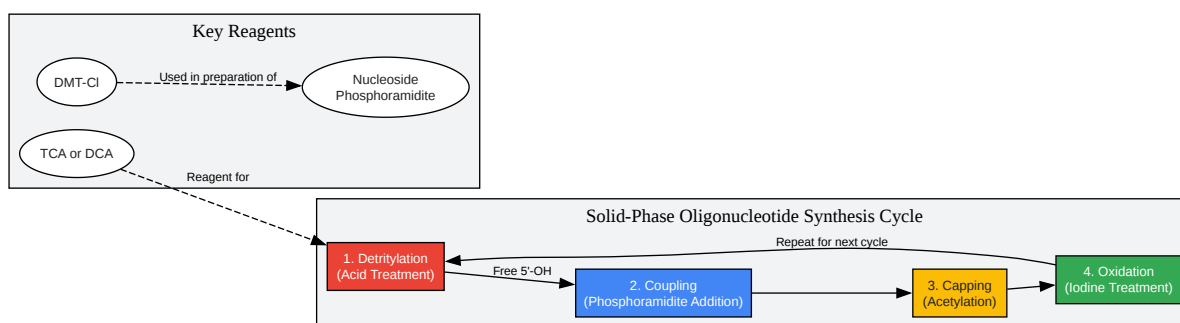 Key Reagents
DMT-Cl
Used in preparation of
Nucleoside
Phosphoramidite
TCA or DCA
Reagent for
Solid-Phase Oligonucleotide Synthesis Cycle
Repeat for next cycle
1. Detritylation
(Acid Treatment)
Free 5'-OH
2. Coupling
(Phosphoramidite Addition)
3. Capping
(Acetylation)
4. Oxidation
(Iodine Treatment)